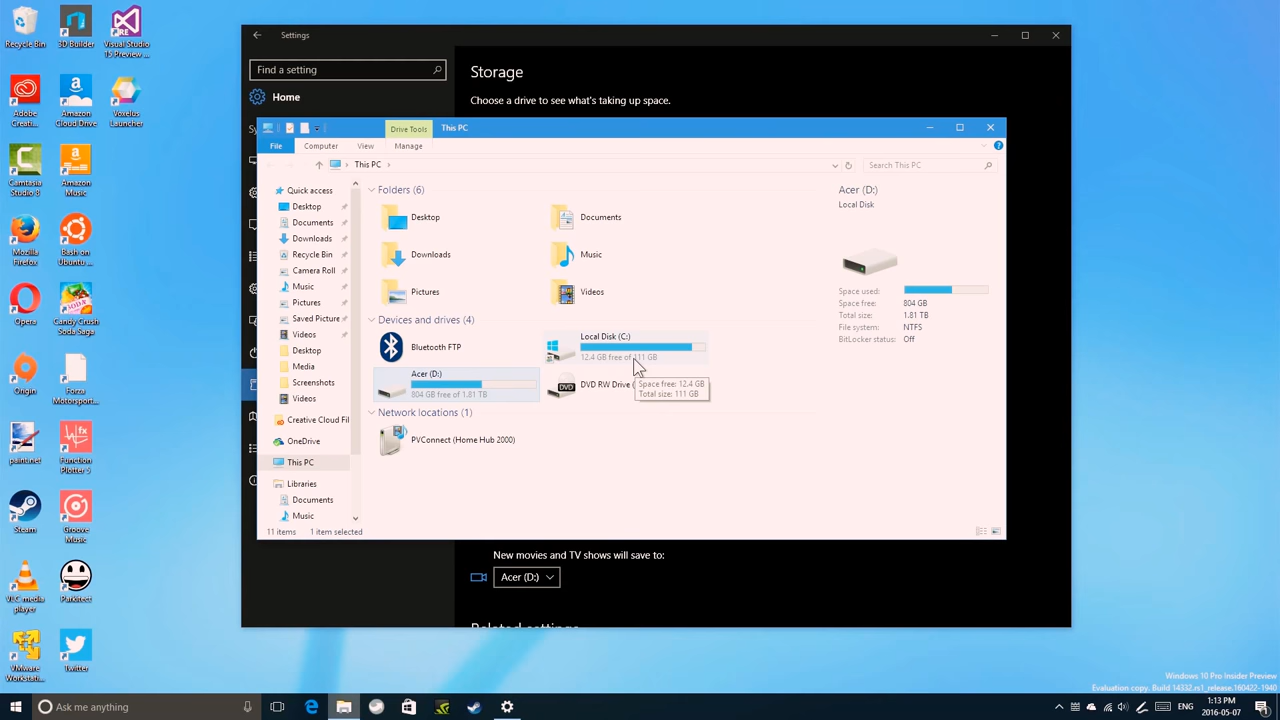 Recycle Bin
3D Builder
Visual Studio
15 Preview ...
Adobe
Creati...
Amazon
Cloud Drive
Voxelus
Launcher
Camtasia
Studio 8
Amazon
Music
Mozilla
Firefox
Bash on
Ubuntu ...
Opera
Candy Crush
Soda Saga
Origin
Forza
Motorsport...
paint.net
Function
Plotter 5
Steam
Groove
Music
VLC media
player
Parkitect
VMware
Workstati...
Twitter
Settings
Find a setting
Home
Storage
Choose a drive to see what's taking up space.
Drive Tools
This PC
File
Computer
View
Manage
This PC
Search This PC
Quick access
Desktop
Documents
Downloads
Recycle Bin
Camera Roll
Music
Pictures
Saved Picture
Videos
Desktop
Media
Screenshots
Videos
Creative Cloud Fil
OneDrive
This PC
Libraries
Documents
Music
Folders (6)
Desktop
Documents
Downloads
Music
Pictures
Videos
Devices and drives (4)
Bluetooth FTP
Local Disk (C:)
12.4 GB free of 111 GB
Acer (D:)
804 GB free of 1.81 TB
DVD RW Drive (
Space free: 12.4 GB
Total size: 111 GB
Network locations (1)
PVConnect (Home Hub 2000)
Acer (D:)
Local Disk
Space used:
Space free: 804 GB
Total size: 1.81 TB
File system: NTFS
BitLocker status: Off
11 items
1 item selected
New movies and TV shows will save to:
Acer (D:)
Related settings
Windows 10 Pro Insider Preview
Evaluation copy. Build 14332.rs1_release.160422-1940
Ask me anything
ENG
1:13 PM
2016-05-07